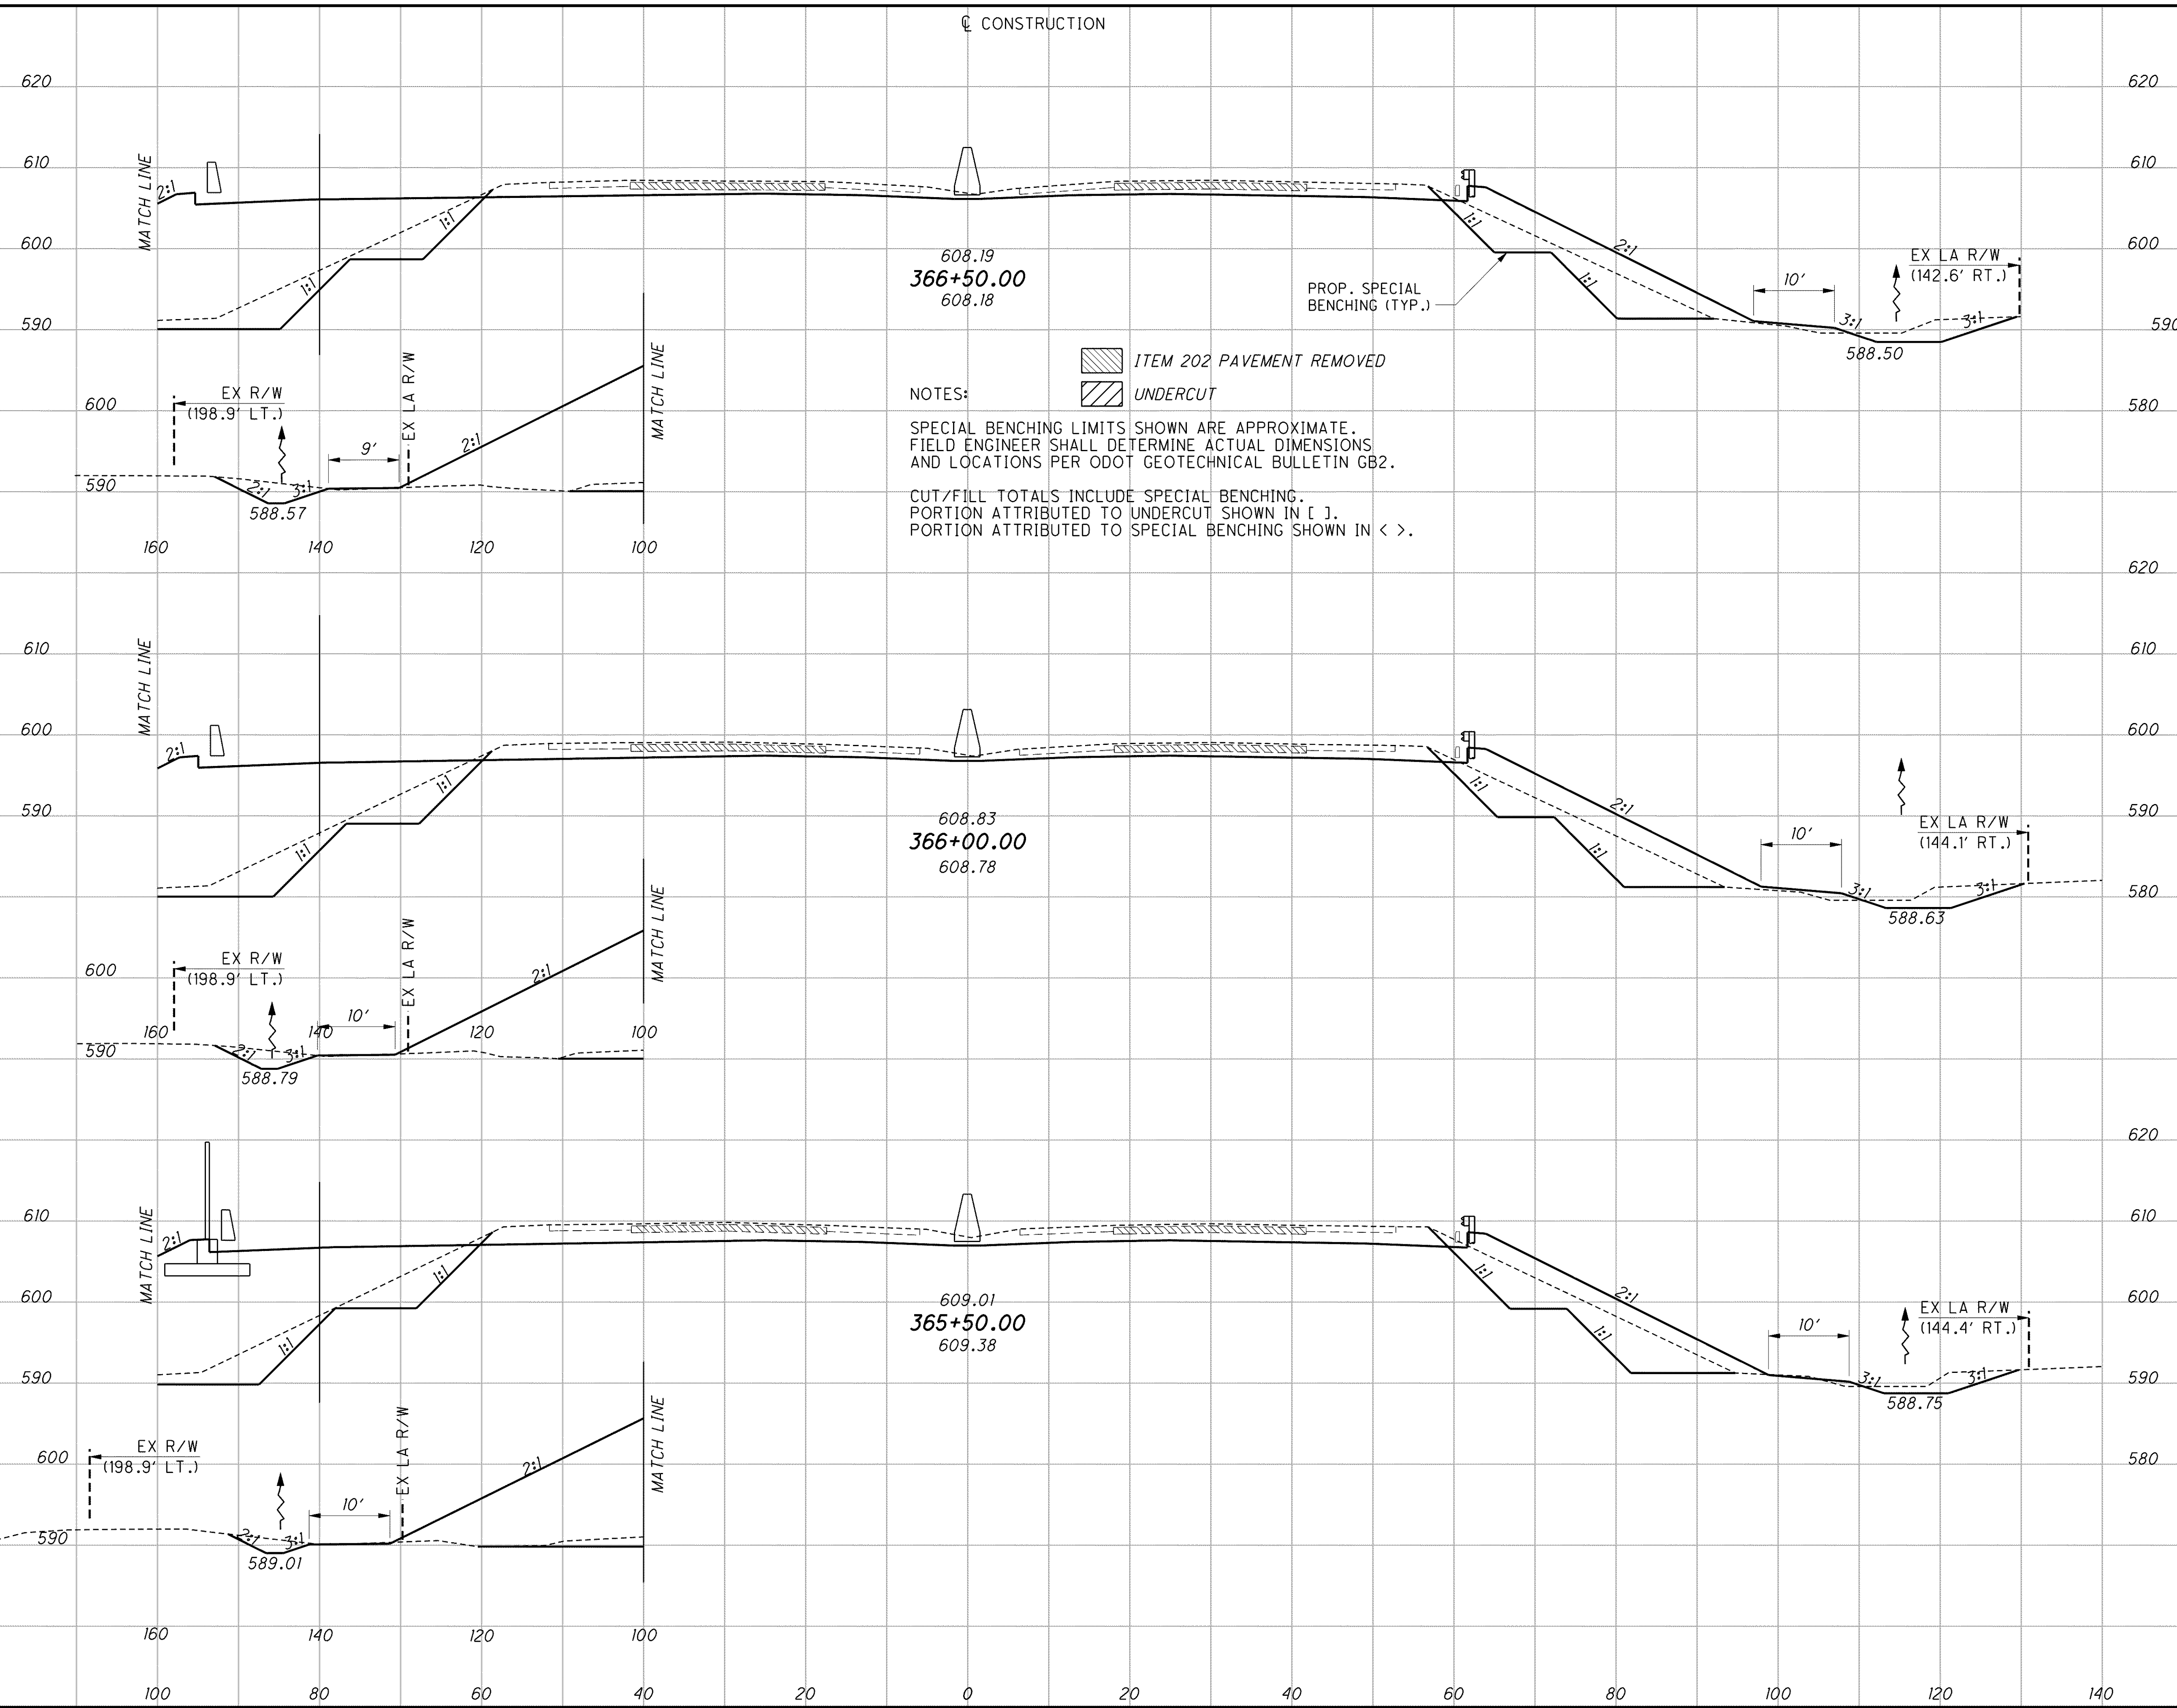 ℄ CONSTRUCTION
620 620
610 610
MATCH LINE
2:1
1:1
1:1
1:1
1:1
2:1
600 600
608.19
366+50.00
608.18
PROP. SPECIAL
BENCHING (TYP.)
10'
EX LA R/W
(142.6' RT.)
3:1
3:1
588.50
590 590
ITEM 202 PAVEMENT REMOVED
UNDERCUT
NOTES:
SPECIAL BENCHING LIMITS SHOWN ARE APPROXIMATE.
FIELD ENGINEER SHALL DETERMINE ACTUAL DIMENSIONS
AND LOCATIONS PER ODOT GEOTECHNICAL BULLETIN GB2.
CUT/FILL TOTALS INCLUDE SPECIAL BENCHING.
PORTION ATTRIBUTED TO UNDERCUT SHOWN IN [ ].
PORTION ATTRIBUTED TO SPECIAL BENCHING SHOWN IN < >.
EX R/W
(198.9' LT.)
9'
EX LA R/W
2:1
MATCH LINE
600 580
590
2:1
3:1
588.57
160 140 120 100
620
610 610
MATCH LINE
2:1
1:1
1:1
1:1
1:1
2:1
600 600
590 590
608.83
366+00.00
608.78
10'
EX LA R/W
(144.1' RT.)
3:1
3:1
588.63
580
EX R/W
(198.9' LT.)
10'
EX LA R/W
2:1
MATCH LINE
600
160 140 120 100
590
2:1
3:1
588.79
620
610 610
MATCH LINE
2:1
1:1
1:1
1:1
1:1
2:1
600 600
609.01
365+50.00
609.38
10'
EX LA R/W
(144.4' RT.)
3:1
3:1
588.75
590 590
EX R/W
(198.9' LT.)
10'
EX LA R/W
2:1
MATCH LINE
600 580
590
2:1
3:1
589.01
160 140 120 100
100 80 60 40 20 0 20 40 60 80 100 120 140